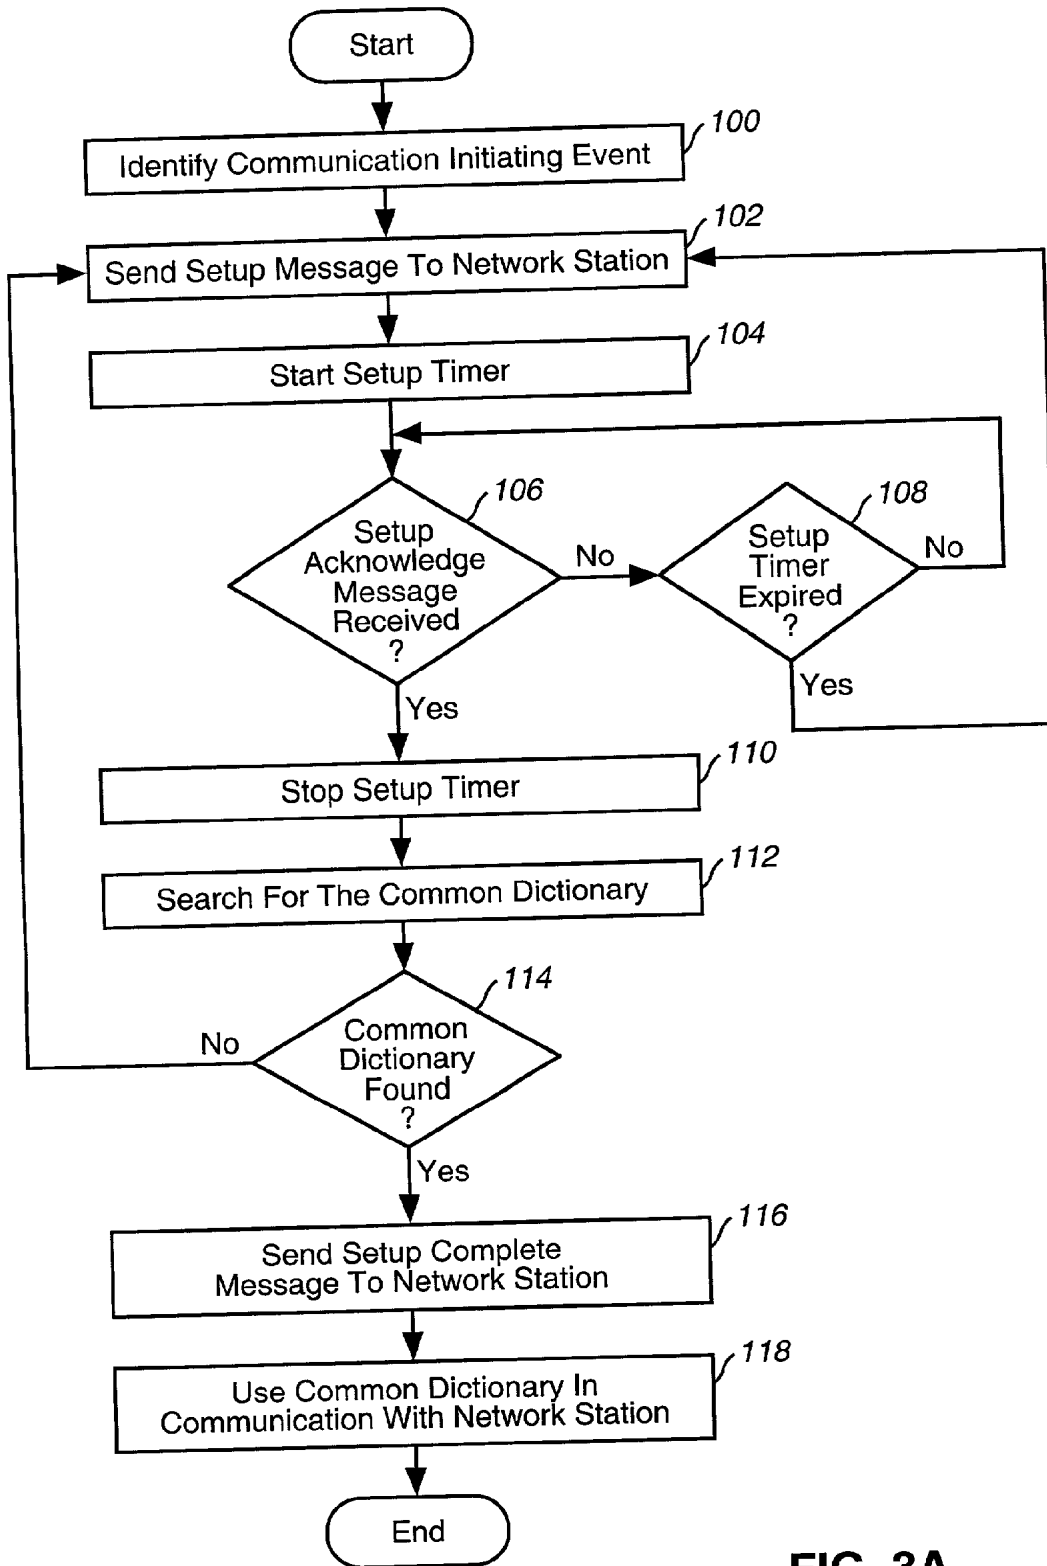 Start
100
Identify Communication Initiating Event
102
Send Setup Message To Network Station
104
Start Setup Timer
106
Setup
Acknowledge
Message
Received
?
No
108
Setup
Timer
Expired
?
No
Yes
Yes
110
Stop Setup Timer
112
Search For The Common Dictionary
114
Common
Dictionary
Found
?
No
Yes
116
Send Setup Complete
Message To Network Station
118
Use Common Dictionary In
Communication With Network Station
End
FIG. 3A